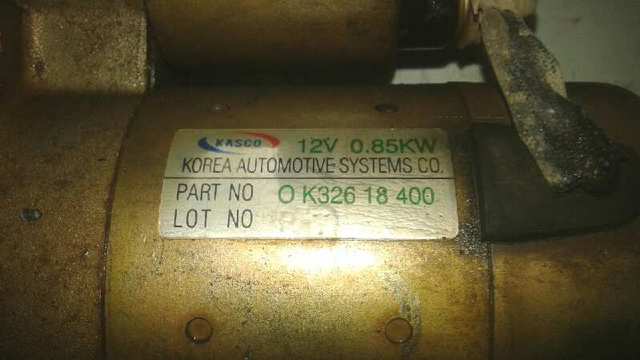 KASCO 12V 0.85KW
KOREA AUTOMOTIVE SYSTEMS CO.
PART NO O K326 18 400
LOT NO